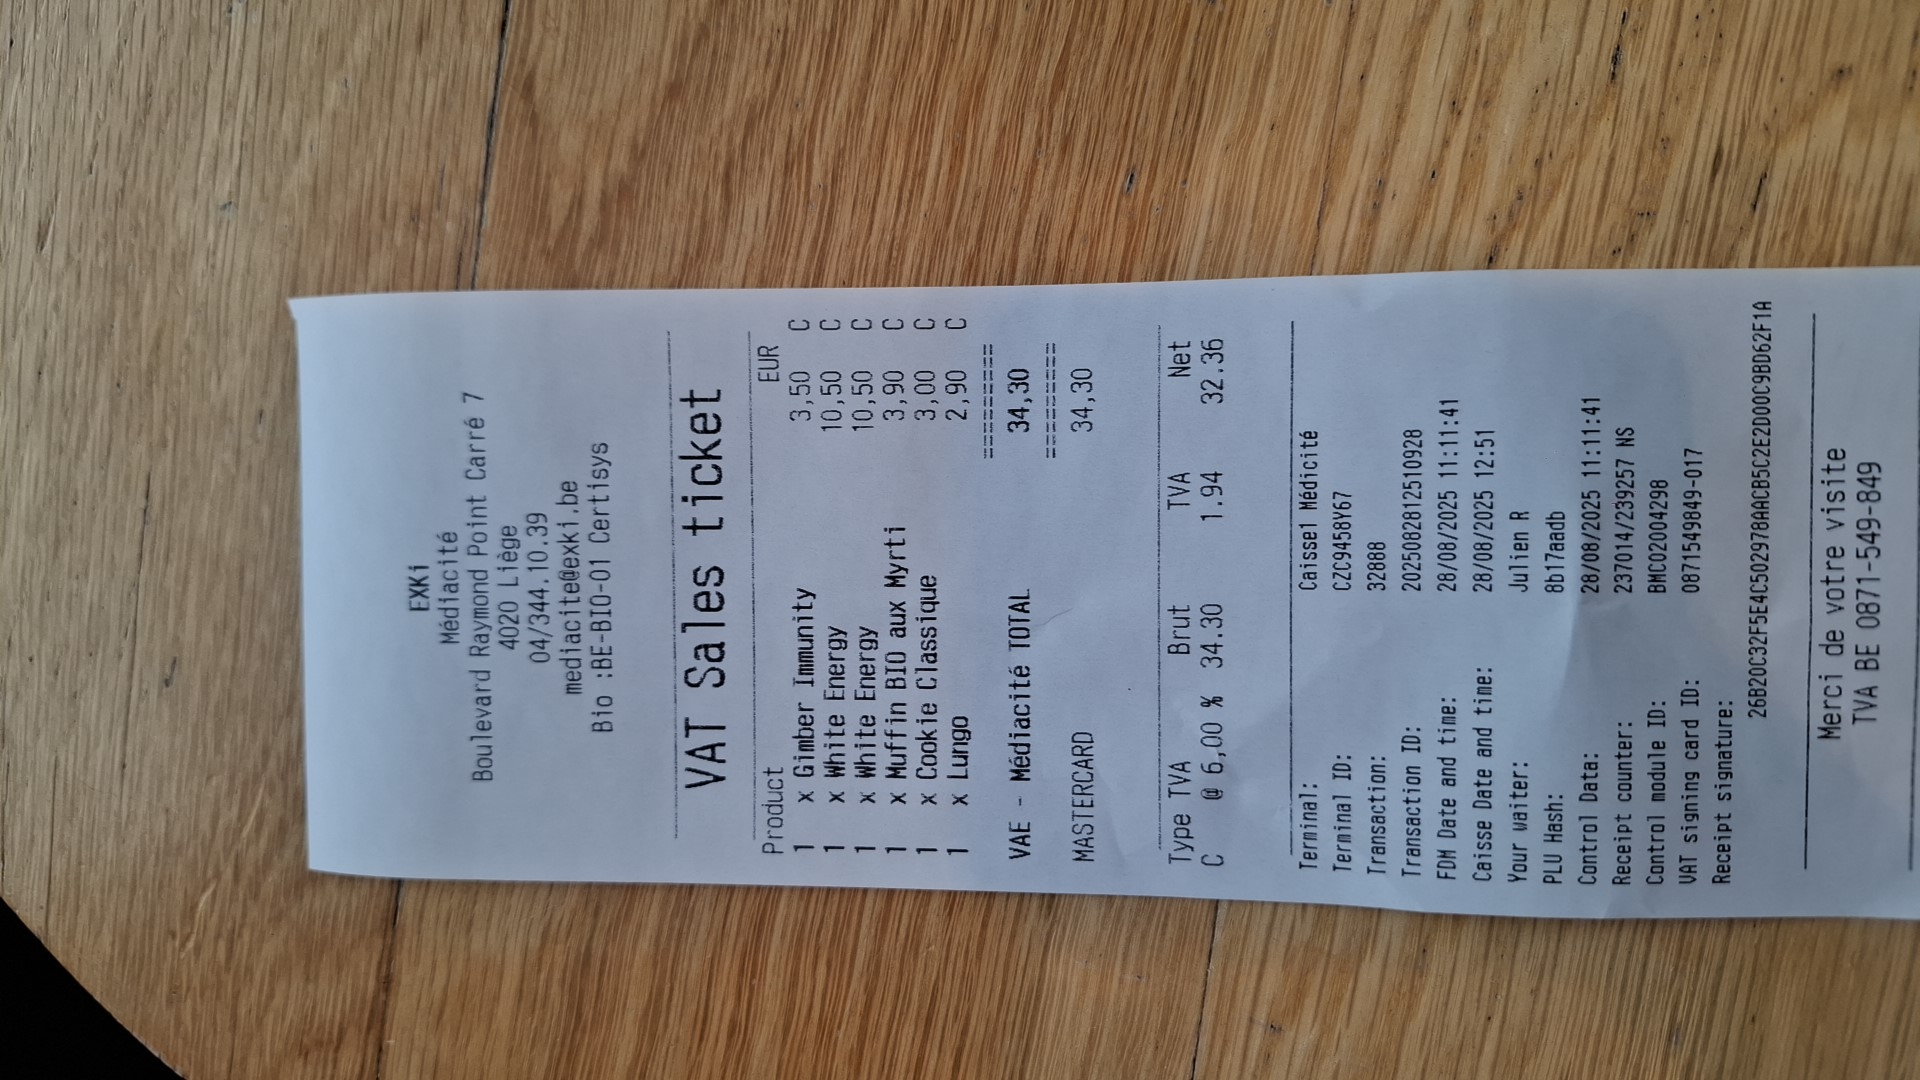 EXKi
Médiacité
Boulevard Raymond Point Carré 7
4020 Liège
04/344.10.39
mediacite@exki.be
Bio :BE-BIO-01 Certisys
VAT Sales ticket
Product EUR
1 x Gimber Immunity 3,50 C
1 x White Energy 10,50 C
1 x White Energy 10,50 C
1 x Muffin BIO aux Myrti 3,90 C
1 x Cookie Classique 3,00 C
1 x Lungo 2,90 C
=========
VAE - Médiacité TOTAL 34,30
=========
MASTERCARD 34,30
Type TVA Brut TVA Net
C @ 6,00 % 34.30 1.94 32.36
Terminal: Caisse1 Médicité
Terminal ID: CZC9458Y67
Transaction: 32888
Transaction ID: 20250828125​10928
FDM Date and time: 28/08/2025 11:11:41
Caisse Date and time: 28/08/2025 12:51
Your waiter: Julien R
PLU Hash: 8b17aadb
Control Data: 28/08/2025 11:11:41
Receipt counter: 237014/239257 NS
Control module ID: BMC02004298
VAT signing card ID: 0871549849-017
Receipt signature:
26B20C32F5E4C502978AACB5C2E2D00C9BD62F1A
Merci de votre visite
TVA BE 0871-549-849